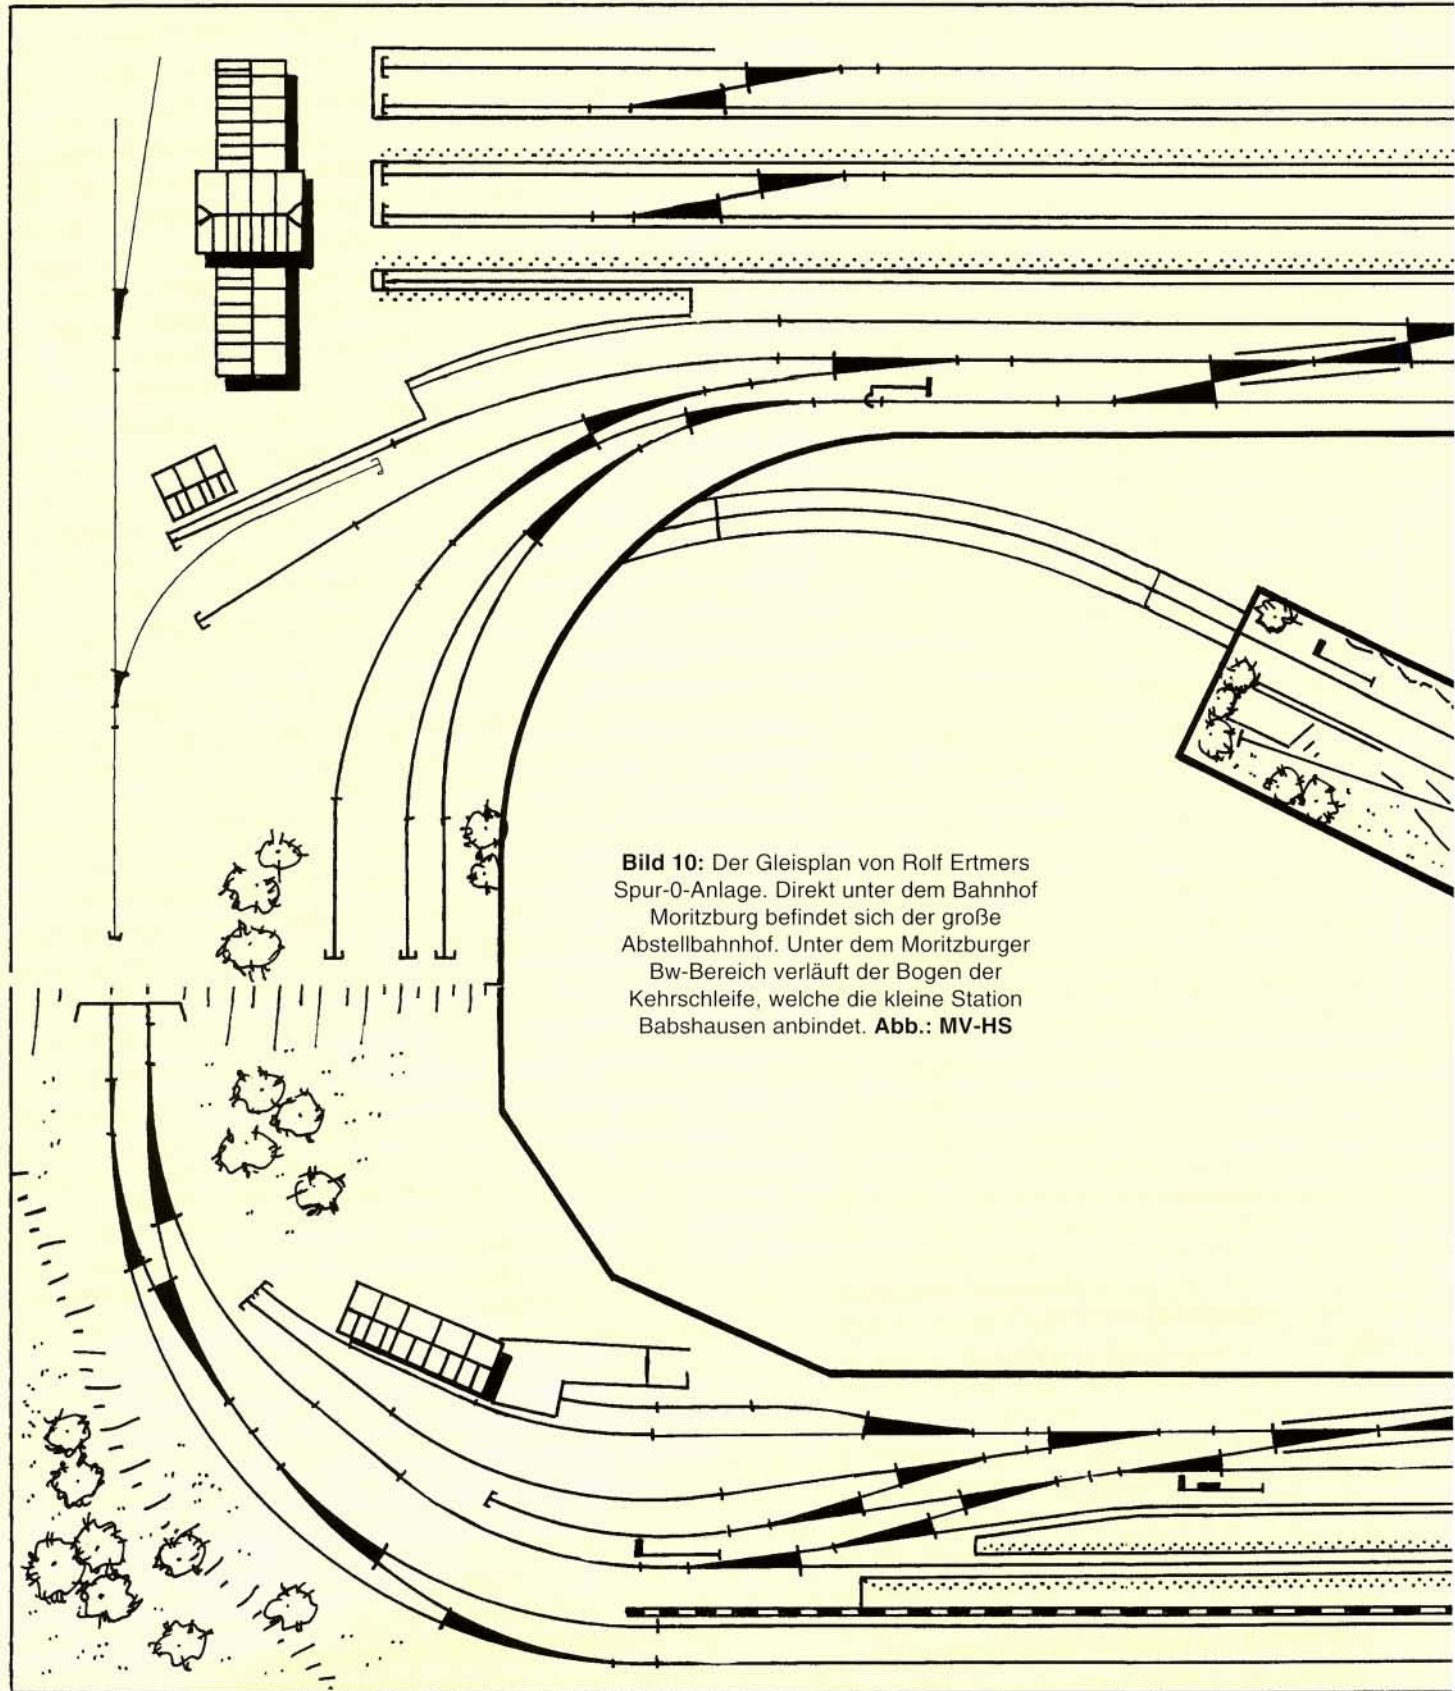 Bild 10: Der Gleisplan von Rolf Ertmers
Spur-0-Anlage. Direkt unter dem Bahnhof
Moritzburg befindet sich der große
Abstellbahnhof. Unter dem Moritzburger
Bw-Bereich verläuft der Bogen der
Kehrschleife, welche die kleine Station
Babshausen anbindet. Abb.: MV-HS